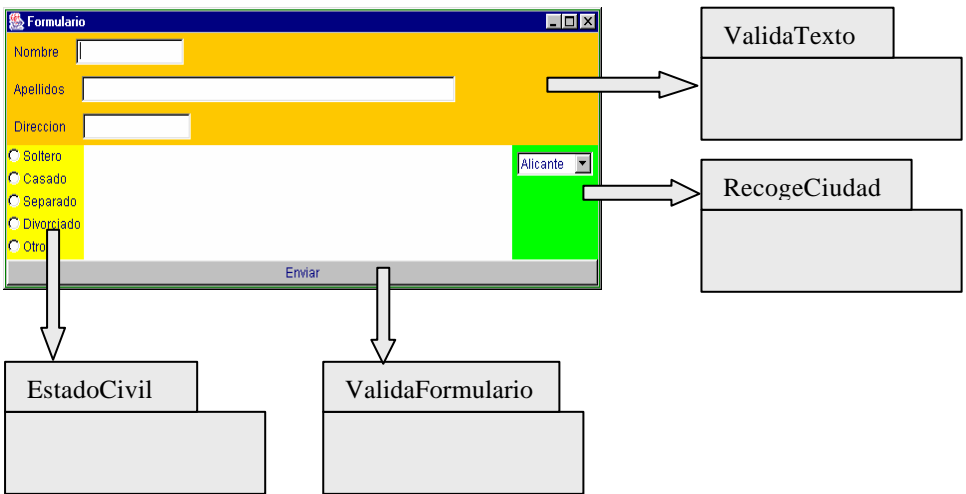 Formulario
Nombre
Apellidos
Direccion
Soltero
Casado
Separado
Divorciado
Otro
Alicante
Enviar
ValidaTexto
RecogeCiudad
EstadoCivil
ValidaFormulario